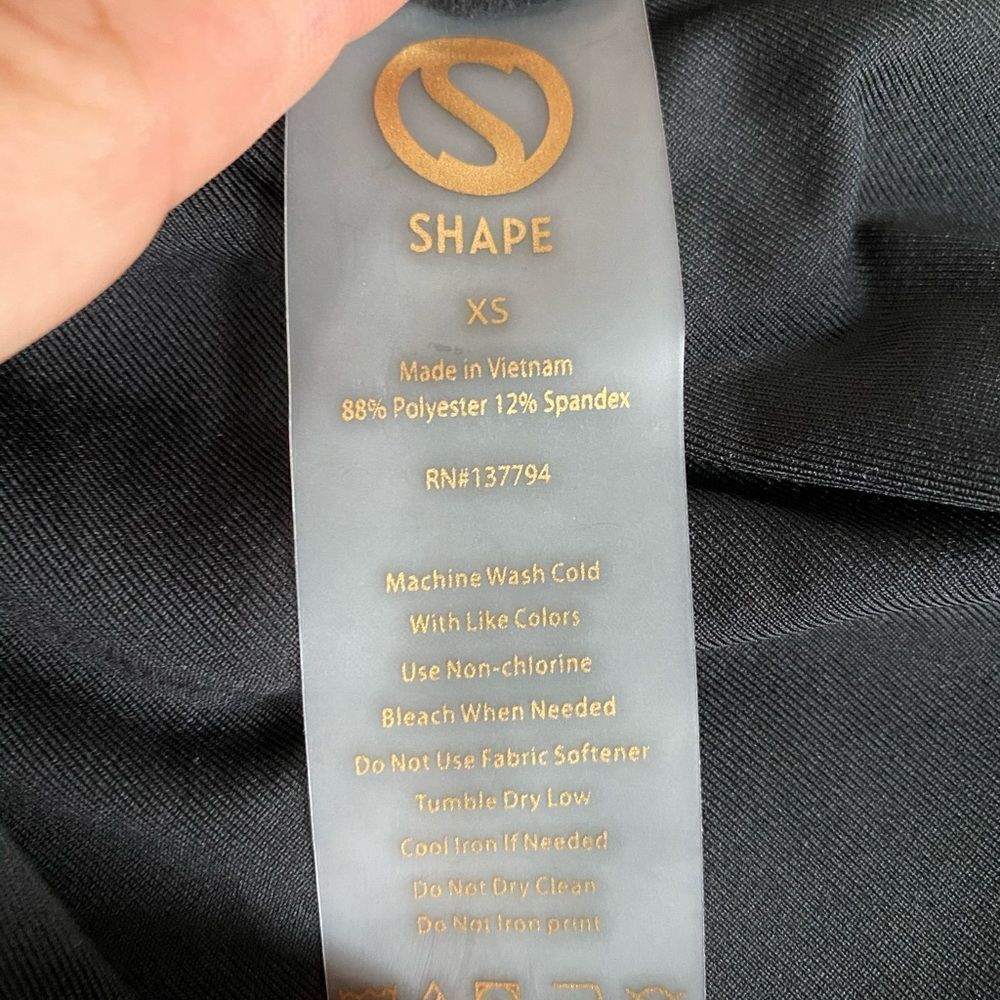 S
SHAPE
XS
Made in Vietnam
88% Polyester 12% Spandex
RN#137794
Machine Wash Cold
With Like Colors
Use Non-chlorine
Bleach When Needed
Do Not Use Fabric Softener
Tumble Dry Low
Cool Iron If Needed
Do Not Dry Clean
Do Not Iron print